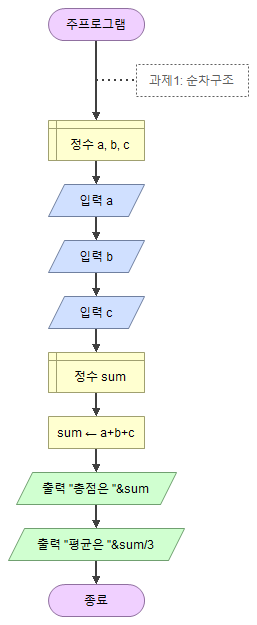 주프로그램
과제1: 순차구조
정수 a, b, c
입력 a
입력 b
입력 c
정수 sum
sum ← a+b+c
출력 "총점은 "&sum
출력 "평균은 "&sum/3
종료